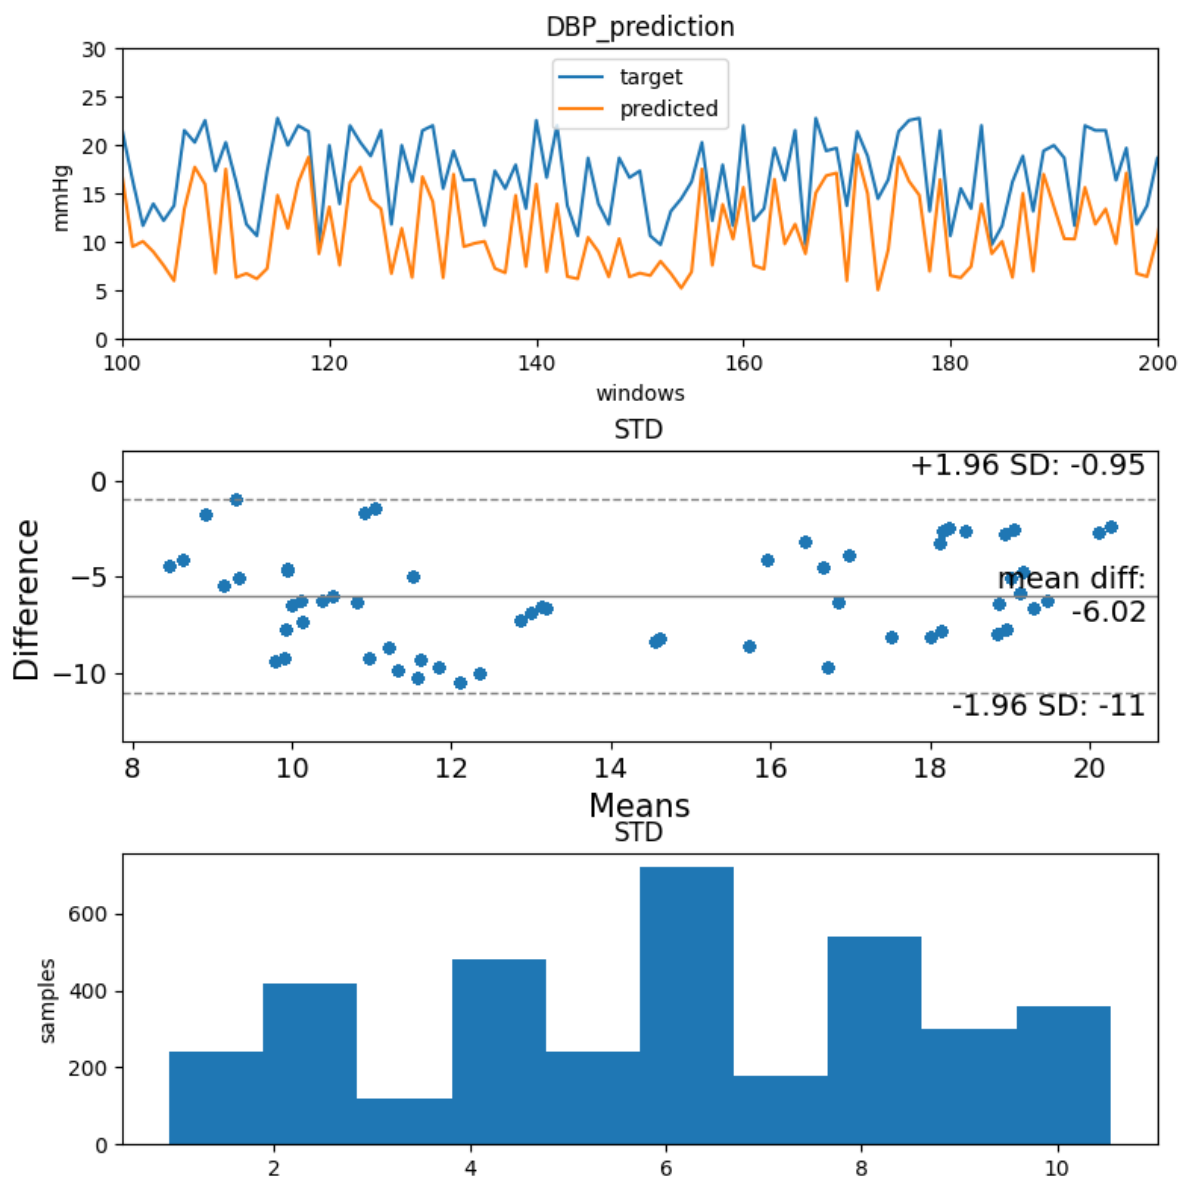 DBP_prediction
30
25
20
15
10
5
0
mmHg
target
predicted
100 120 140 160 180 200
windows
STD
0
−5
−10
Difference
+1.96 SD: -0.95
mean diff:
-6.02
-1.96 SD: -11
8 10 12 14 16 18 20
Means
STD
600
400
200
0
samples
2 4 6 8 10